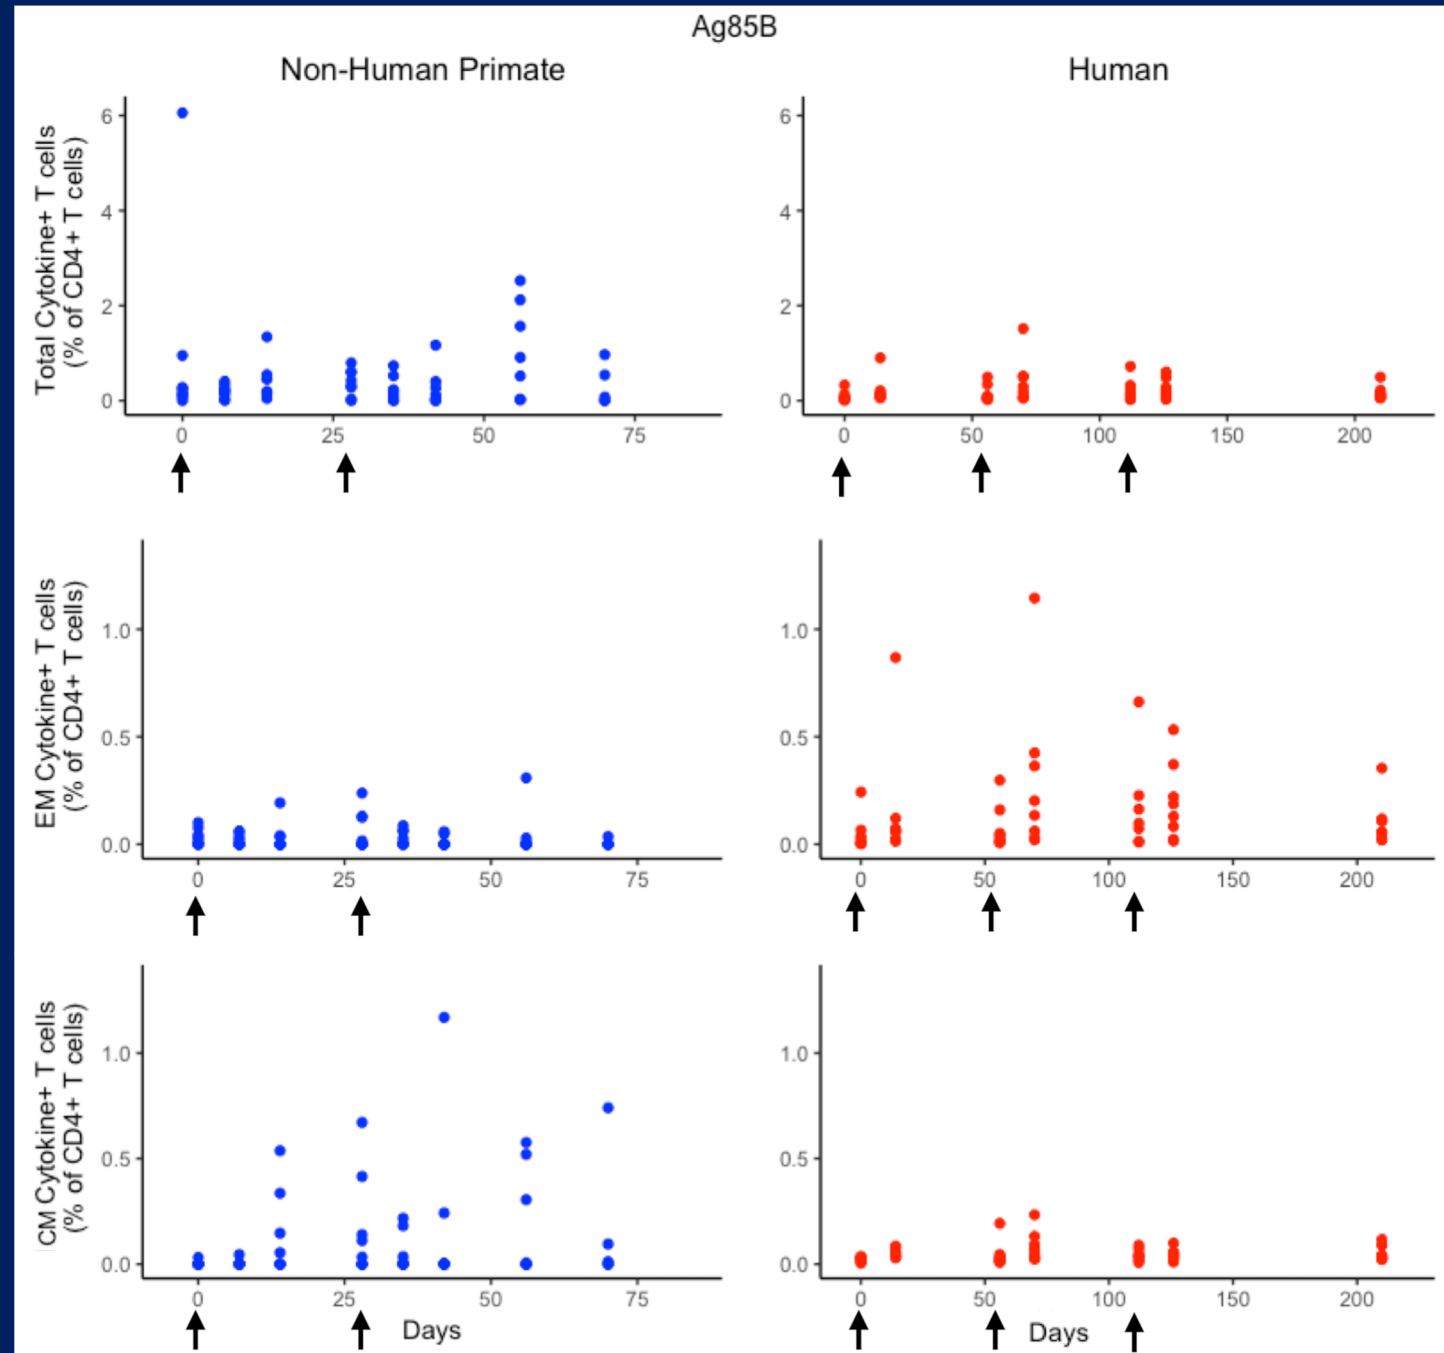 Ag85B
Non-Human Primate
Human
Total Cytokine+ T cells
(% of CD4+ T cells)
6
4
2
0
0 25 50 75
6
4
2
0
0 50 100 150 200
EM Cytokine+ T cells
(% of CD4+ T cells)
1.0
0.5
0.0
0 25 50 75
1.0
0.5
0.0
0 50 100 150 200
CM Cytokine+ T cells
(% of CD4+ T cells)
1.0
0.5
0.0
0 25 50 75
Days
1.0
0.5
0.0
0 50 100 150 200
Days